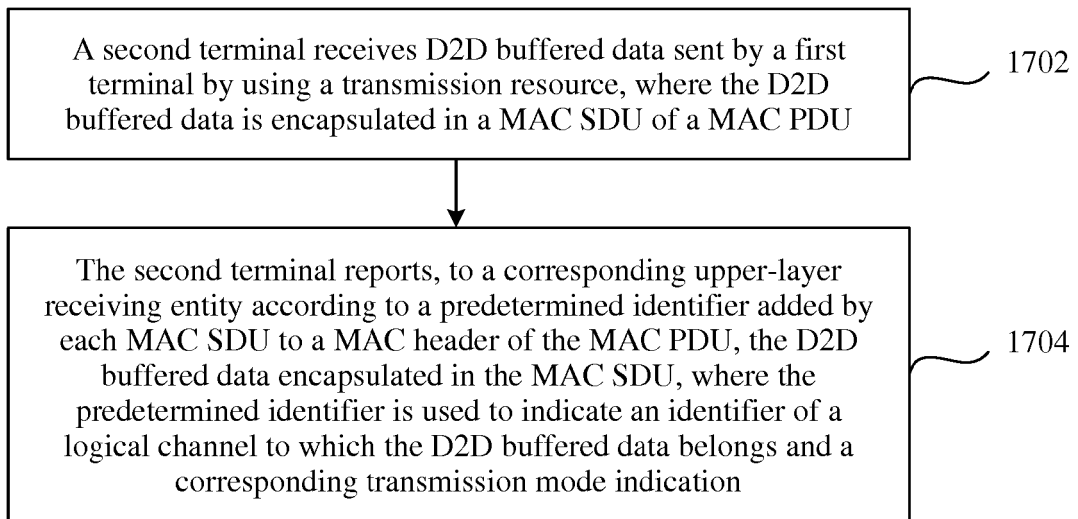 A second terminal receives D2D buffered data sent by a first
terminal by using a transmission resource, where the D2D
buffered data is encapsulated in a MAC SDU of a MAC PDU
1702
The second terminal reports, to a corresponding upper-layer
receiving entity according to a predetermined identifier added by
each MAC SDU to a MAC header of the MAC PDU, the D2D
buffered data encapsulated in the MAC SDU, where the
predetermined identifier is used to indicate an identifier of a
logical channel to which the D2D buffered data belongs and a
corresponding transmission mode indication
1704